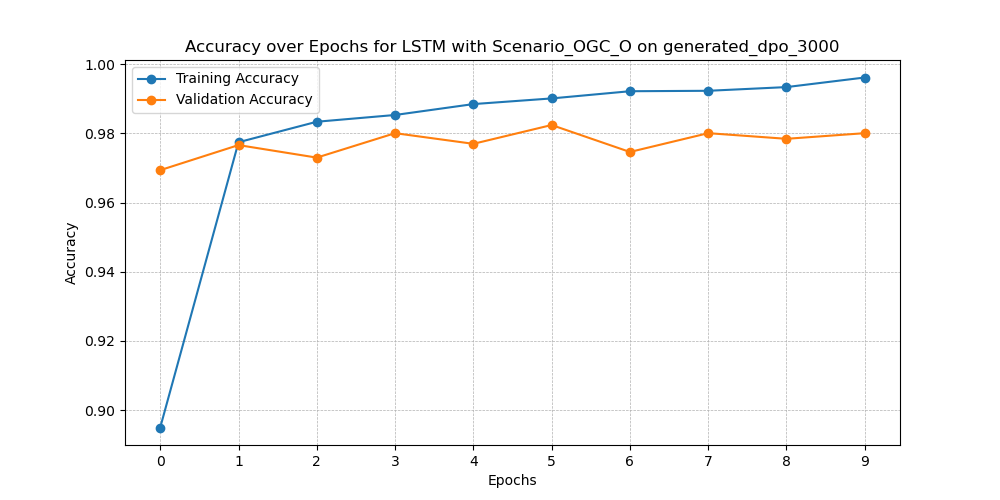 Accuracy over Epochs for LSTM with Scenario_OGC_O on generated_dpo_3000
Training Accuracy
Validation Accuracy
Accuracy
1.00
0.98
0.96
0.94
0.92
0.90
0 1 2 3 4 5 6 7 8 9
Epochs